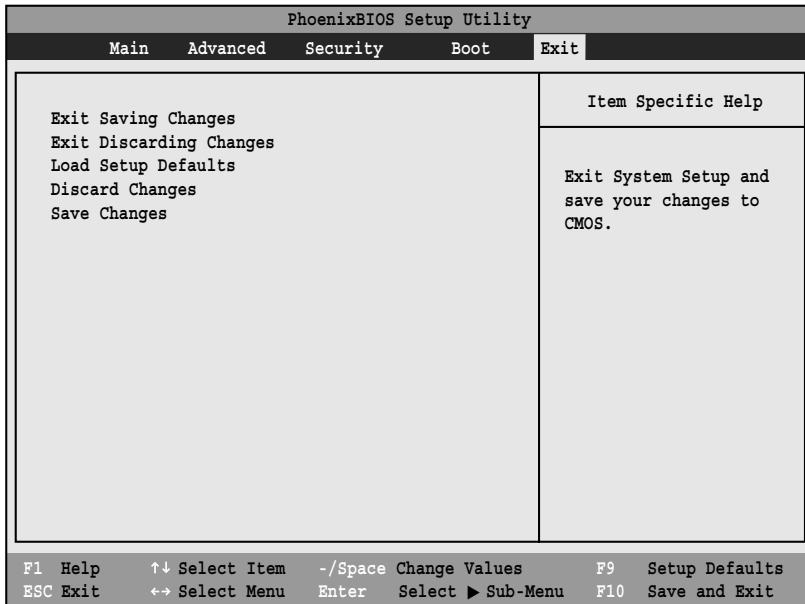 PhoenixBIOS Setup Utility
Main Advanced Security Boot Exit
Exit Saving Changes
Exit Discarding Changes
Load Setup Defaults
Discard Changes
Save Changes
Item Specific Help
Exit System Setup and
save your changes to
CMOS.
F1 Help ↑↓ Select Item -/Space Change Values F9 Setup Defaults
ESC Exit ←→ Select Menu Enter Select ▶ Sub-Menu F10 Save and Exit